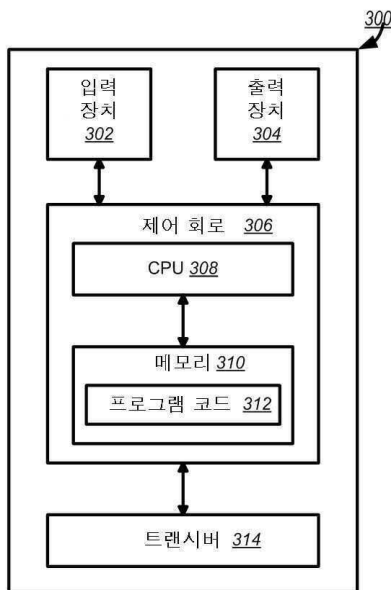 300
입력
장치
302
출력
장치
304
제어 회로 306
CPU 308
메모리 310
프로그램 코드 312
트랜시버 314